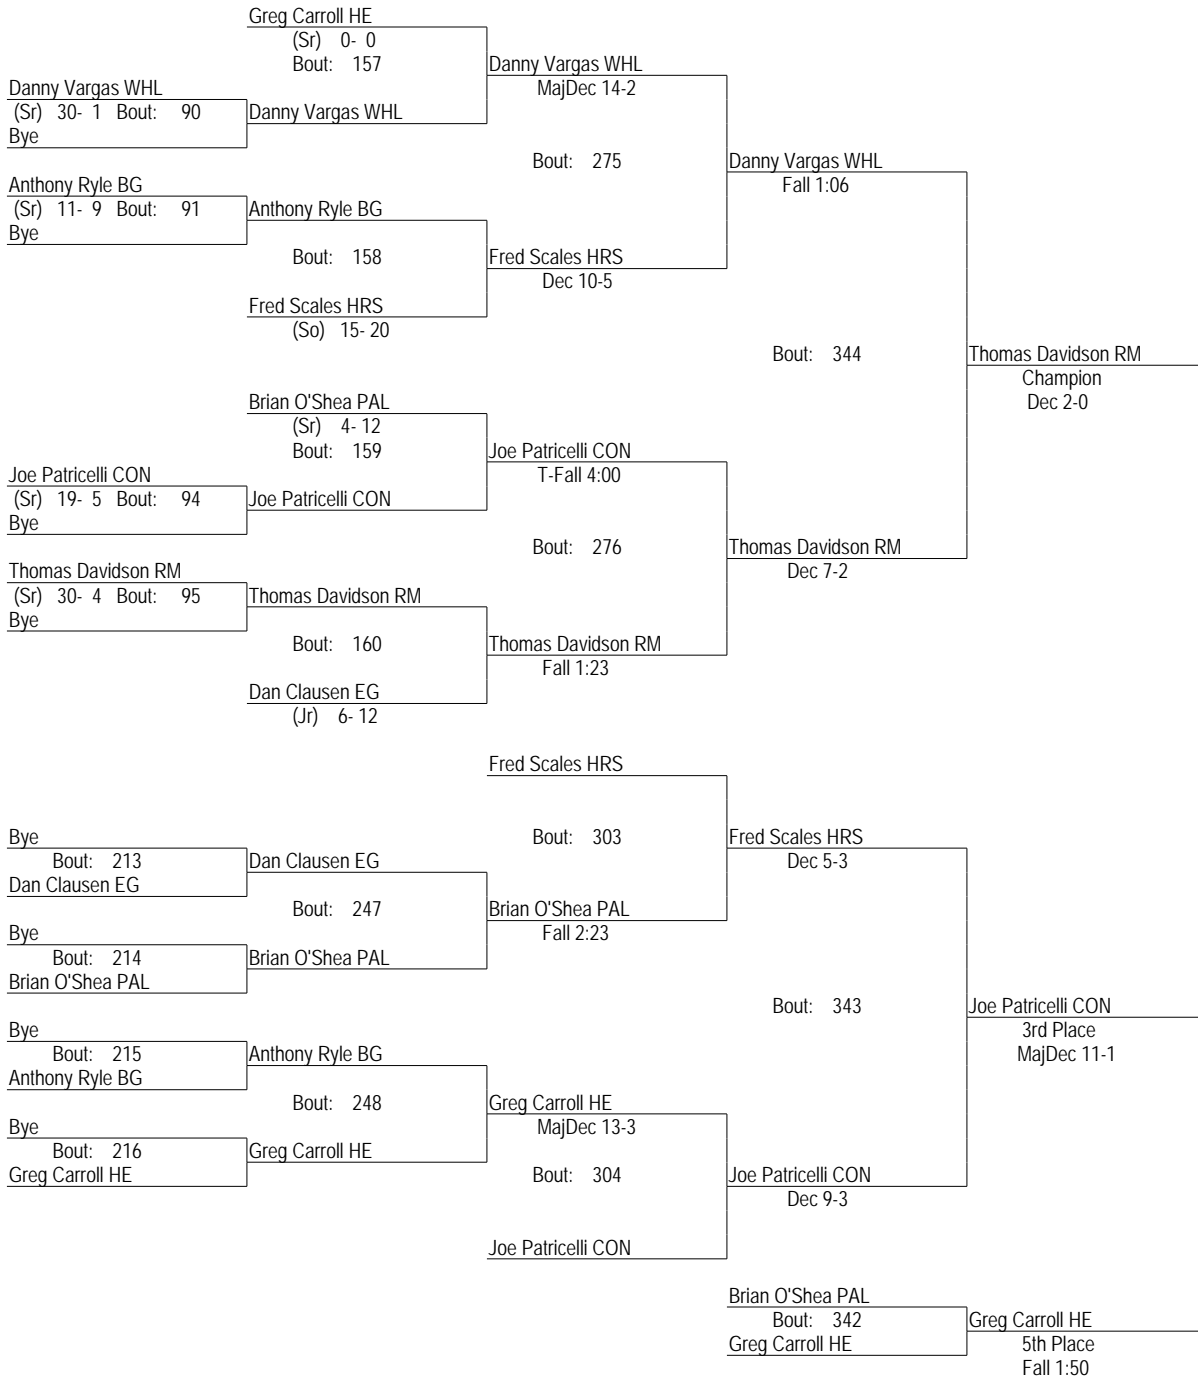 Greg Carroll HE
(Sr) 0- 0
Bout: 157
Danny Vargas WHL
MajDec 14-2
Danny Vargas WHL
(Sr) 30- 1 Bout: 90
Danny Vargas WHL
Bye
Bout: 275
Danny Vargas WHL
Fall 1:06
Anthony Ryle BG
(Sr) 11- 9 Bout: 91
Anthony Ryle BG
Bye
Bout: 158
Fred Scales HRS
Dec 10-5
Fred Scales HRS
(So) 15- 20
Bout: 344
Thomas Davidson RM
Champion
Dec 2-0
Brian O'Shea PAL
(Sr) 4- 12
Bout: 159
Joe Patricelli CON
T-Fall 4:00
Joe Patricelli CON
(Sr) 19- 5 Bout: 94
Joe Patricelli CON
Bye
Bout: 276
Thomas Davidson RM
Dec 7-2
Thomas Davidson RM
(Sr) 30- 4 Bout: 95
Thomas Davidson RM
Bye
Bout: 160
Thomas Davidson RM
Fall 1:23
Dan Clausen EG
(Jr) 6- 12
Fred Scales HRS
Bout: 303
Fred Scales HRS
Dec 5-3
Bye
Bout: 213
Dan Clausen EG
Dan Clausen EG
Bout: 247
Brian O'Shea PAL
Fall 2:23
Bye
Bout: 214
Brian O'Shea PAL
Brian O'Shea PAL
Bout: 343
Joe Patricelli CON
3rd Place
MajDec 11-1
Bye
Bout: 215
Anthony Ryle BG
Anthony Ryle BG
Bout: 248
Greg Carroll HE
MajDec 13-3
Bye
Bout: 216
Greg Carroll HE
Greg Carroll HE
Bout: 304
Joe Patricelli CON
Dec 9-3
Joe Patricelli CON
Brian O'Shea PAL
Bout: 342
Greg Carroll HE
Greg Carroll HE
5th Place
Fall 1:50